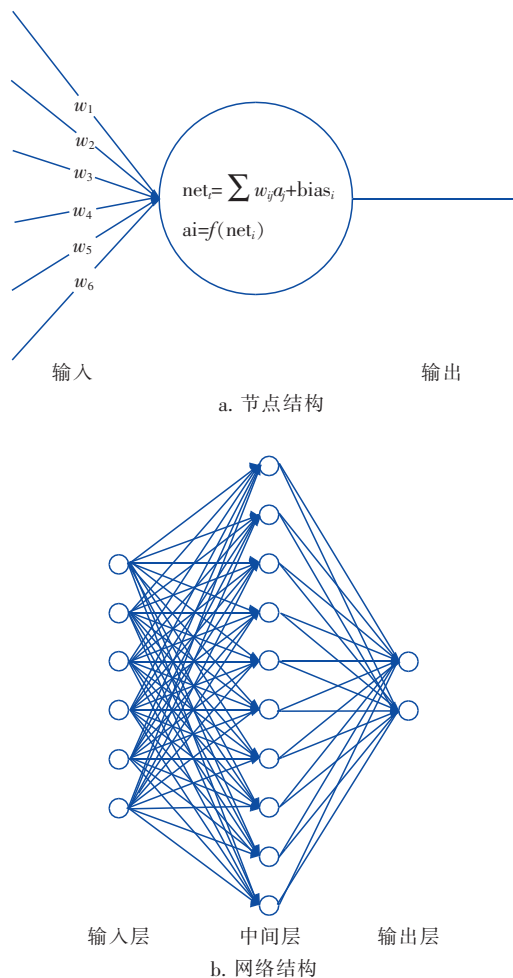 w₁
w₂
w₃
w₄
w₅
w₆
netᵢ=∑wᵢⱼaⱼ+biasᵢ
ai=f(netᵢ)
输入 输出
a. 节点结构
输入层 中间层 输出层
b. 网络结构